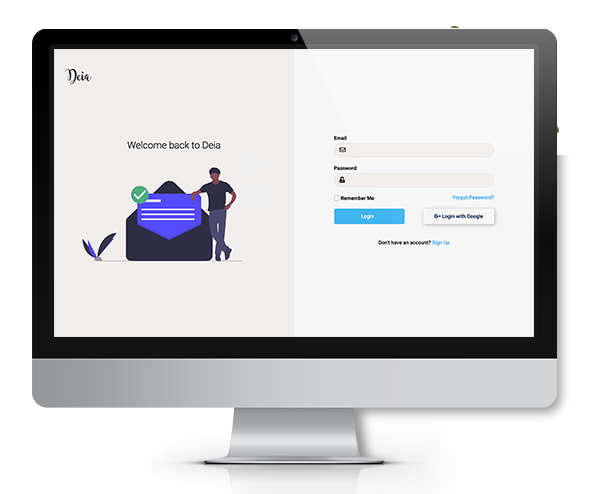 Deia
Welcome back to Deia
Email
Password
Remember Me
Forgot Password?
Login
G+ Login with Google
Don't have an account? Sign Up